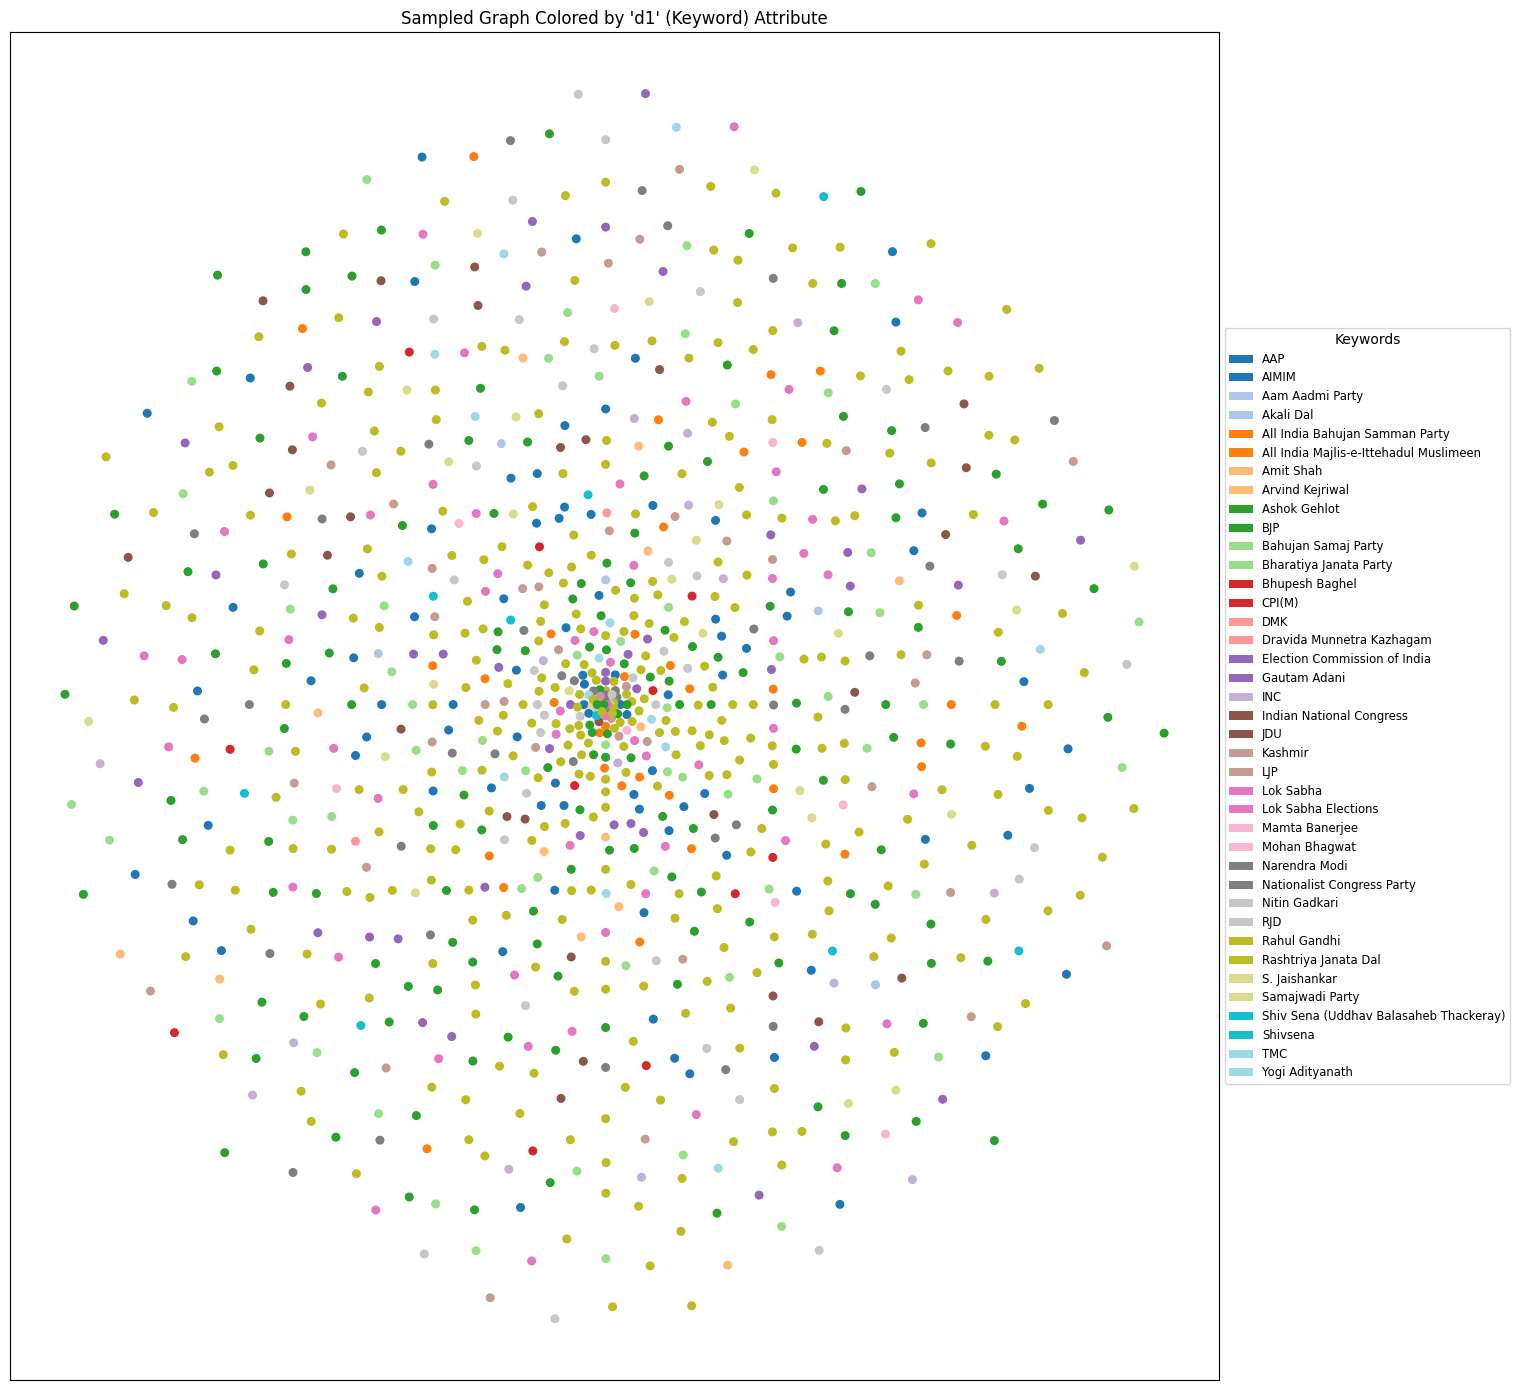 Sampled Graph Colored by 'd1' (Keyword) Attribute
Keywords
AAP
AIMIM
Aam Aadmi Party
Akali Dal
All India Bahujan Samman Party
All India Majlis-e-Ittehadul Muslimeen
Amit Shah
Arvind Kejriwal
Ashok Gehlot
BJP
Bahujan Samaj Party
Bharatiya Janata Party
Bhupesh Baghel
CPI(M)
DMK
Dravida Munnetra Kazhagam
Election Commission of India
Gautam Adani
INC
Indian National Congress
JDU
Kashmir
LJP
Lok Sabha
Lok Sabha Elections
Mamta Banerjee
Mohan Bhagwat
Narendra Modi
Nationalist Congress Party
Nitin Gadkari
RJD
Rahul Gandhi
Rashtriya Janata Dal
S. Jaishankar
Samajwadi Party
Shiv Sena (Uddhav Balasaheb Thackeray)
Shivsena
TMC
Yogi Adityanath